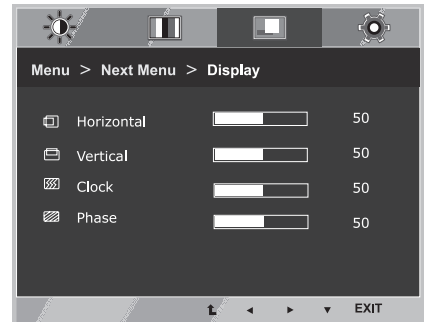 Menu > Next Menu > Display
Horizontal 50
Vertical 50
Clock 50
Phase 50
EXIT